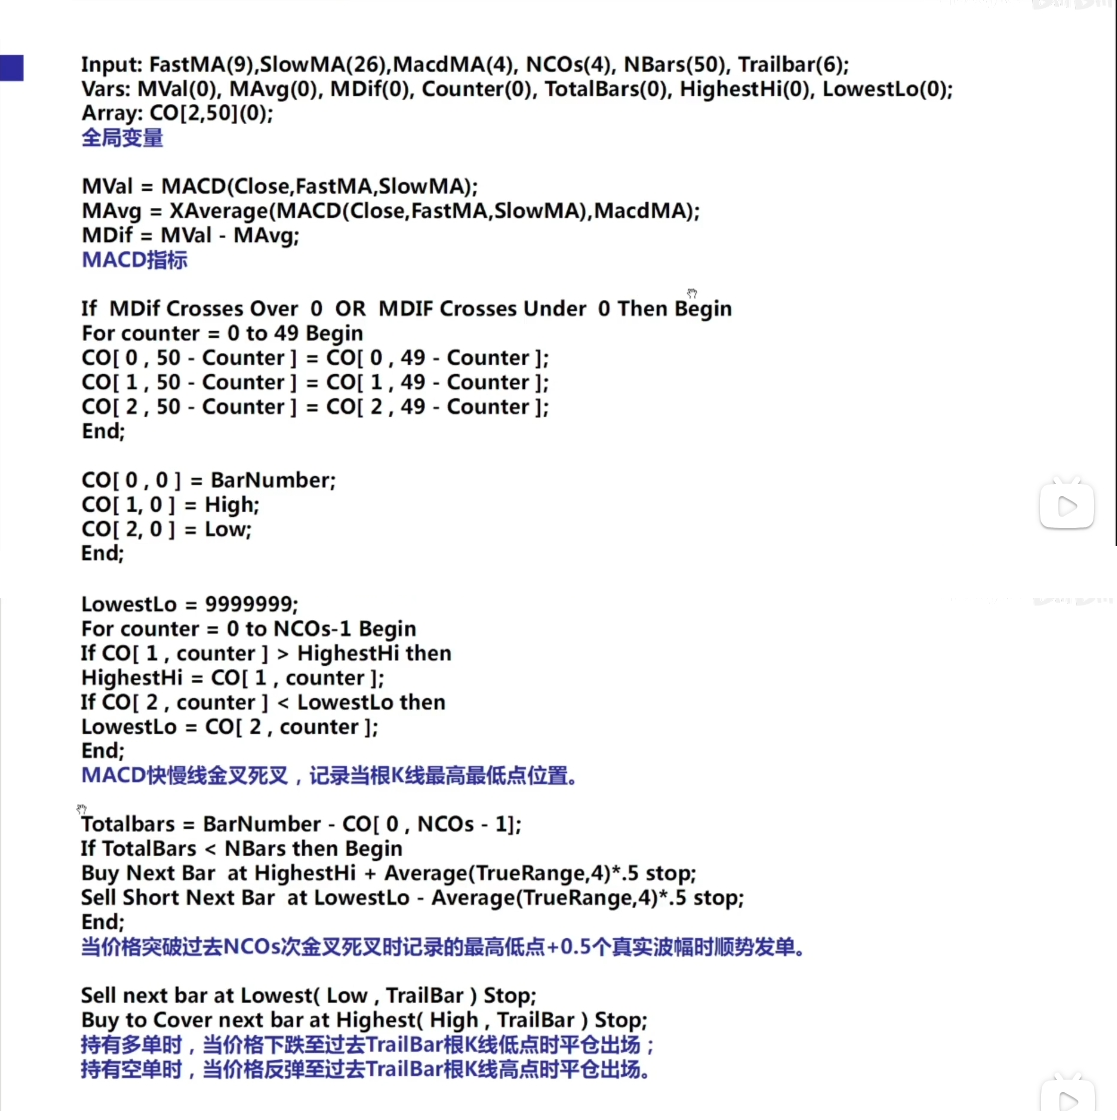 Input: FastMA(9),SlowMA(26),MacdMA(4), NCOs(4), NBars(50), Trailbar(6);
Vars: MVal(0), MAvg(0), MDif(0), Counter(0), TotalBars(0), HighestHi(0), LowestLo(0);
Array: CO[2,50](0);
全局变量
MVal = MACD(Close,FastMA,SlowMA);
MAvg = XAverage(MACD(Close,FastMA,SlowMA),MacdMA);
MDif = MVal - MAvg;
MACD指标
If MDif Crosses Over 0 OR MDIF Crosses Under 0 Then Begin
For counter = 0 to 49 Begin
CO[ 0 , 50 - Counter ] = CO[ 0 , 49 - Counter ];
CO[ 1 , 50 - Counter ] = CO[ 1 , 49 - Counter ];
CO[ 2 , 50 - Counter ] = CO[ 2 , 49 - Counter ];
End;
CO[ 0 , 0 ] = BarNumber;
CO[ 1, 0 ] = High;
CO[ 2, 0 ] = Low;
End;
LowestLo = 9999999;
For counter = 0 to NCOs-1 Begin
If CO[ 1 , counter ] > HighestHi then
HighestHi = CO[ 1 , counter ];
If CO[ 2 , counter ] < LowestLo then
LowestLo = CO[ 2 , counter ];
End;
MACD快慢线金叉死叉，记录当根K线最高最低点位置。
Totalbars = BarNumber - CO[ 0 , NCOs - 1];
If TotalBars < NBars then Begin
Buy Next Bar at HighestHi + Average(TrueRange,4)*.5 stop;
Sell Short Next Bar at LowestLo - Average(TrueRange,4)*.5 stop;
End;
当价格突破过去NCOs次金叉死叉时记录的最高低点+0.5个真实波幅时顺势发单。
Sell next bar at Lowest( Low , TrailBar ) Stop;
Buy to Cover next bar at Highest( High , TrailBar ) Stop;
持有多单时，当价格下跌至过去TrailBar根K线低点时平仓出场；
持有空单时，当价格反弹至过去TrailBar根K线高点时平仓出场。